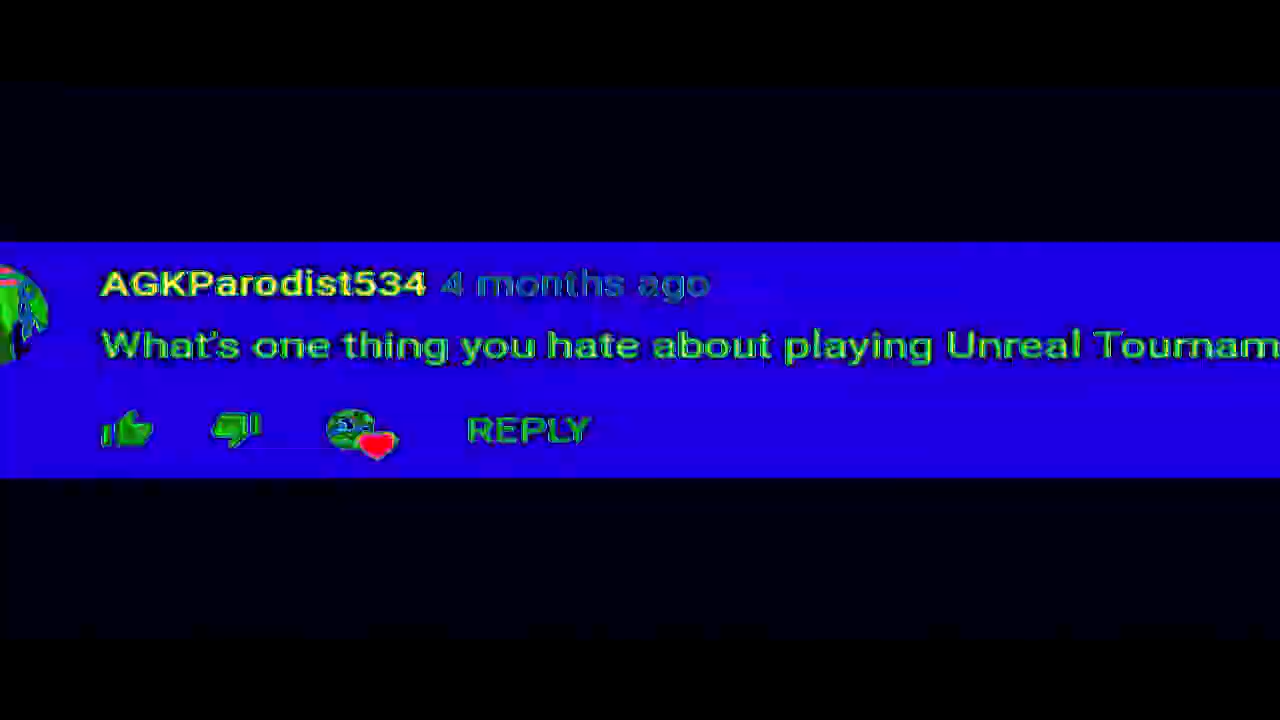 AGKParodist534 4 months ago
What's one thing you hate about playing Unreal Tournam
REPLY